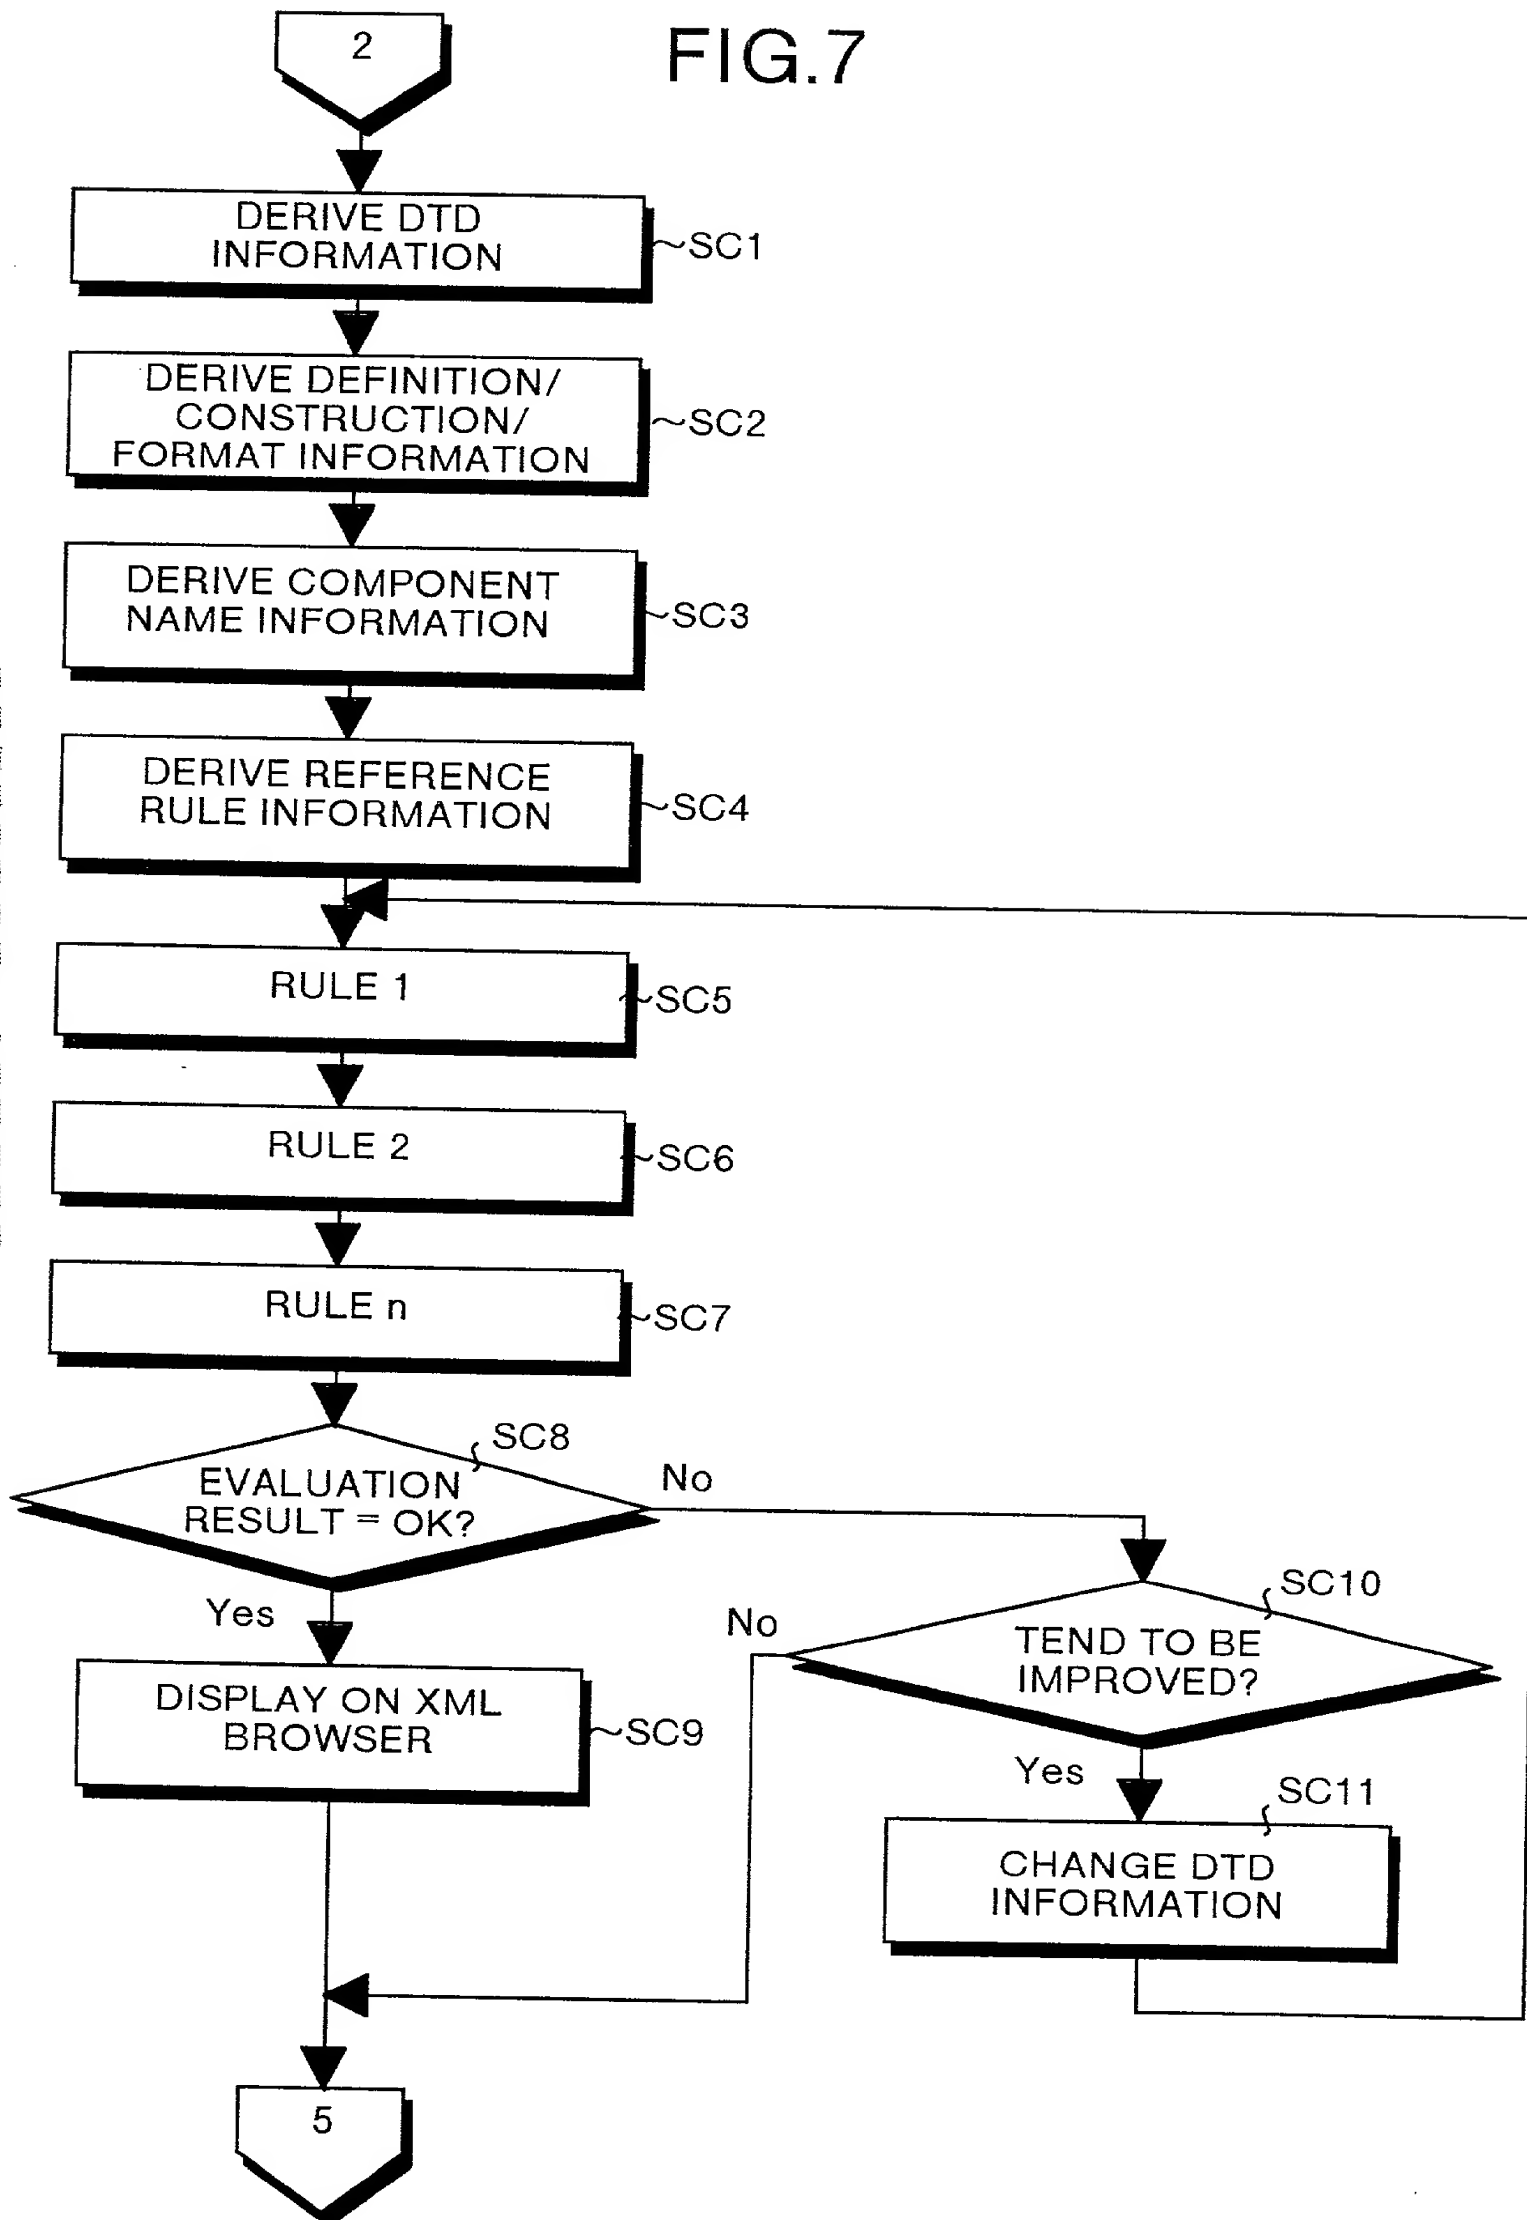 2
FIG.7
DERIVE DTD
INFORMATION
SC1
DERIVE DEFINITION/
CONSTRUCTION/
FORMAT INFORMATION
SC2
DERIVE COMPONENT
NAME INFORMATION
SC3
DERIVE REFERENCE
RULE INFORMATION
SC4
RULE 1
SC5
RULE 2
SC6
RULE n
SC7
SC8
EVALUATION
RESULT = OK?
No
Yes
SC10
No
TEND TO BE
IMPROVED?
DISPLAY ON XML
BROWSER
SC9
Yes
SC11
CHANGE DTD
INFORMATION
5